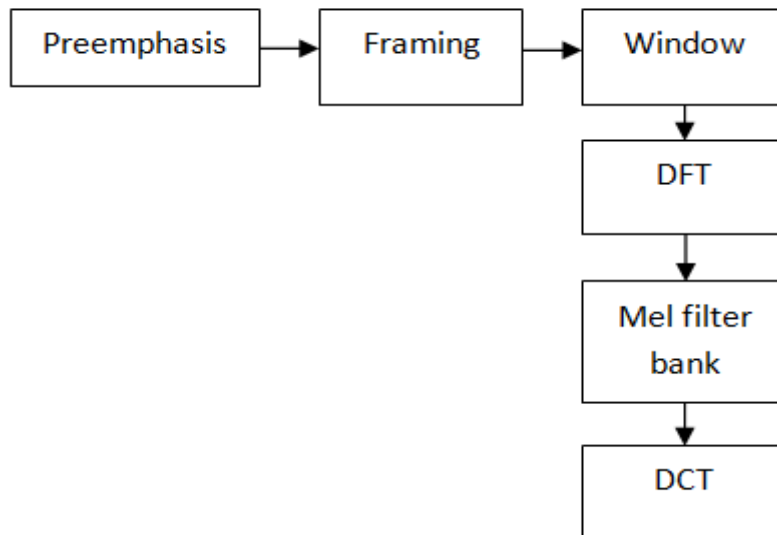 Preemphasis
Framing
Window
DFT
Mel filter
bank
DCT